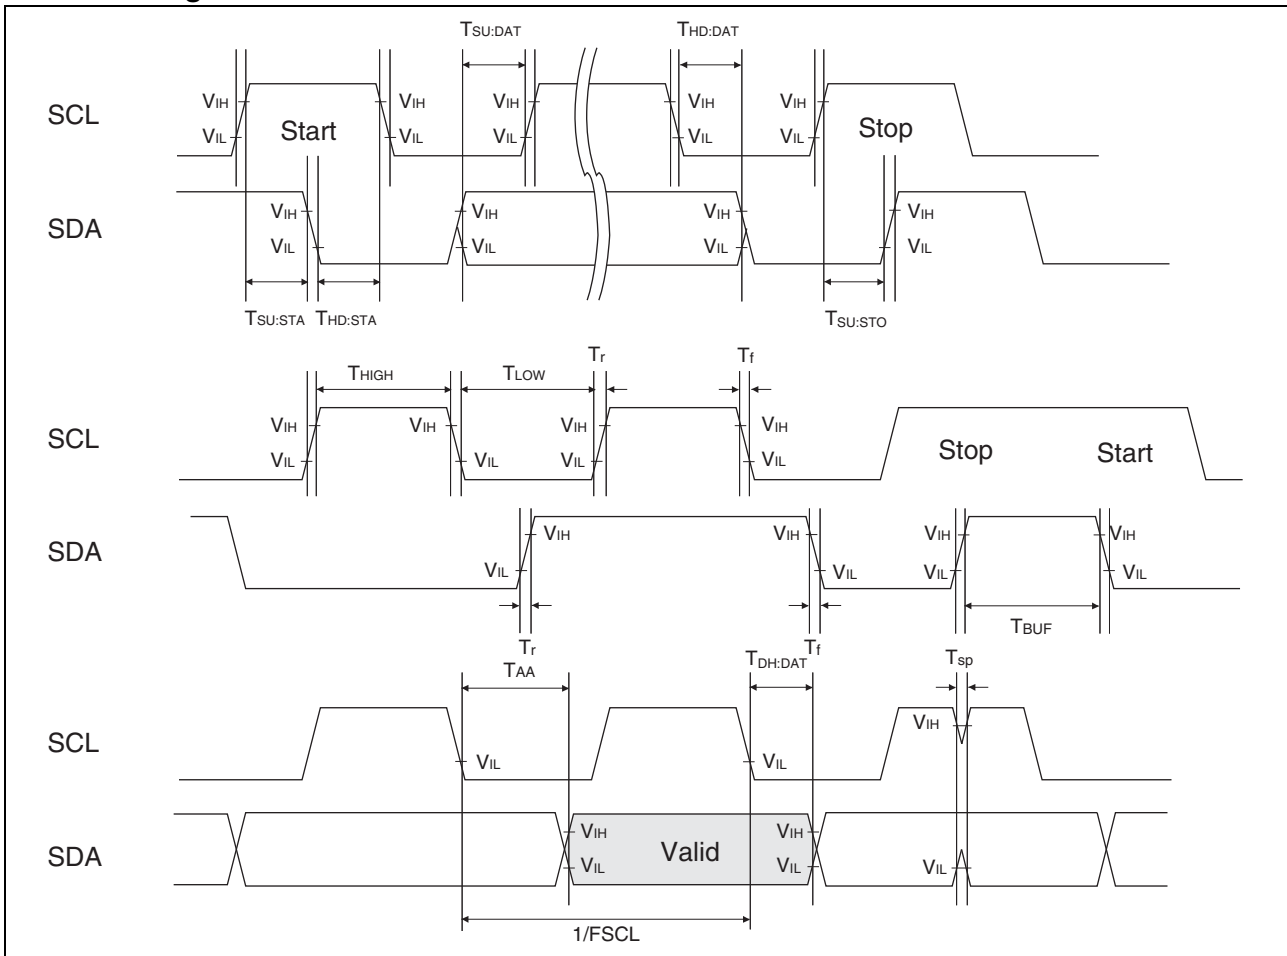 g
TSU:DAT THD:DAT
SCL VIH VIH VIH VIH VIH
VIL Start VIL VIL VIL VIL Stop
SDA VIH VIH VIH VIH
VIL VIL VIL VIL
TSU:STA THD:STA TSU:STO
THIGH TLOW Tr Tf
SCL VIH VIH VIH VIH
VIL VIL VIL VIL Stop Start
SDA VIH VIH VIH VIH
VIL VIL VIL VIL
Tr Tf TBUF
TAA TDH:DAT Tsp
SCL VIH
VIL VIL
SDA VIH Valid VIH
VIL VIL VIL
1/FSCL